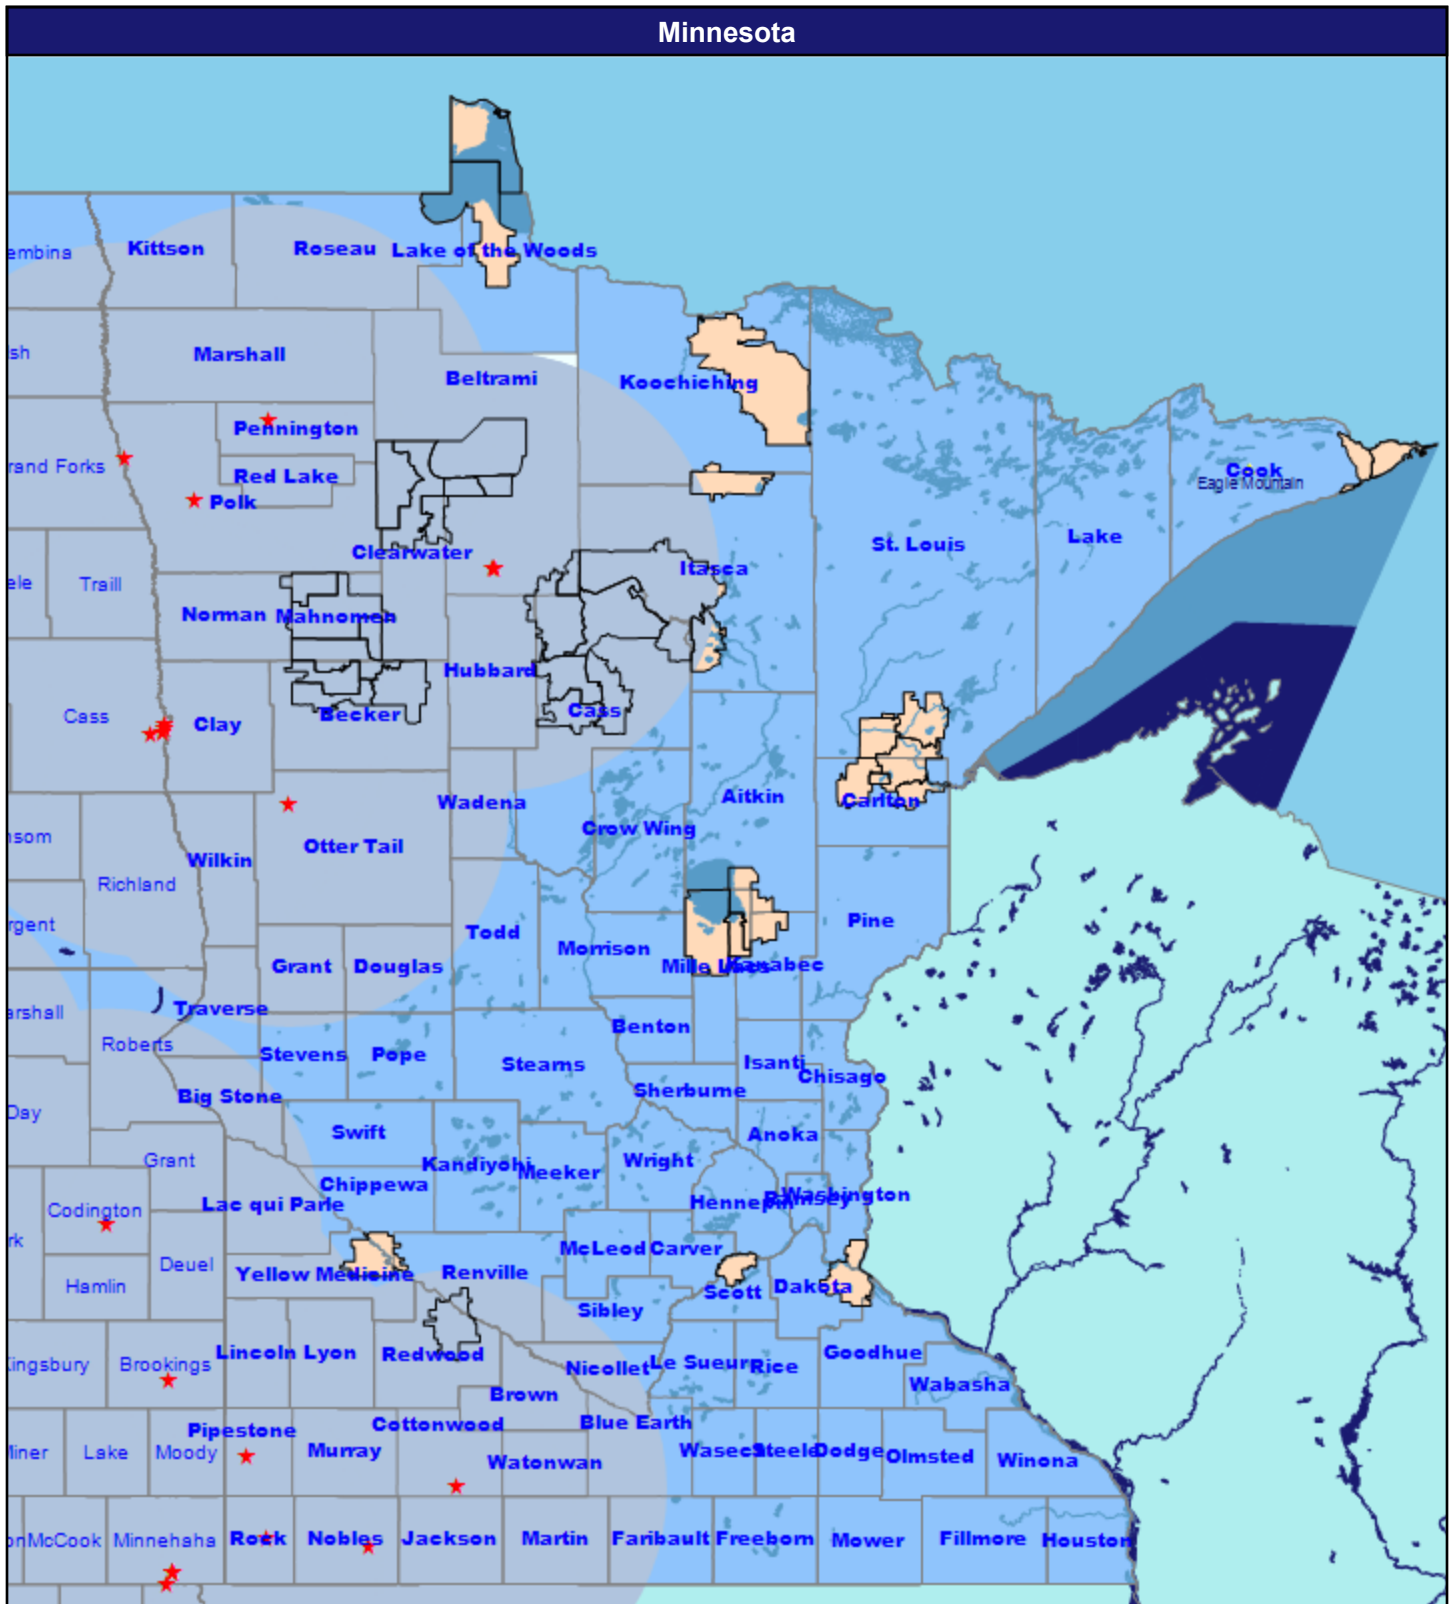 Minnesota
embina
Kittson
Roseau
Lake of the Woods
sh
Marshall
Beltrami
Koochiching
Pennington
rand Forks
Red Lake
Polk
Cook
Eagle Mountain
Clearwater
St. Louis
Lake
ele
Traill
Itasca
Norman
Mahnomen
Hubbard
Cass
Clay
Becker
Cass
Wadena
Aitkin
Carlton
nsom
Wilkin
Otter Tail
Crow Wing
Richland
rgent
Todd
Morrison
Pine
Grant
Douglas
Mille Lacs
Kanabec
arshall
Traverse
Roberts
Stevens
Pope
Benton
Stearns
Isanti
Chisago
Big Stone
Sherburne
Day
Swift
Anoka
Grant
Chippewa
Kandiyohi
Meeker
Wright
Codington
Lac qui Parle
Hennepin
Ramsey
Washington
rk
Deuel
McLeod
Carver
Hamlin
Yellow Medicine
Renville
Scott
Dakota
Sibley
Kingsbury
Brookings
Lincoln
Lyon
Redwood
Nicollet
Le Sueur
Rice
Goodhue
Brown
Wabasha
Pipestone
Cottonwood
Blue Earth
Miner
Lake
Moody
Murray
Watonwan
Waseca
Steele
Dodge
Olmsted
Winona
on
McCook
Minnehaha
Rock
Nobles
Jackson
Martin
Faribault
Freeborn
Mower
Fillmore
Houston